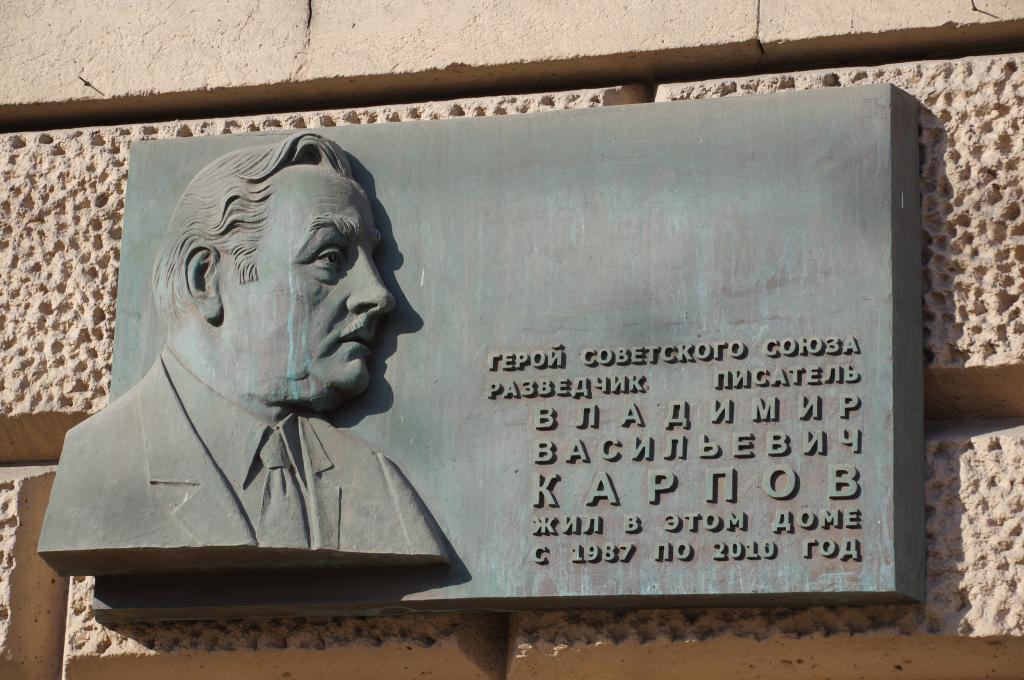 ГЕРОЙ СОВЕТСКОГО СОЮЗА
РАЗВЕДЧИК ПИСАТЕЛЬ
ВЛАДИМИР
ВАСИЛЬЕВИЧ
КАРПОВ
ЖИЛ В ЭТОМ ДОМЕ
С 1987 ПО 2010 ГОД